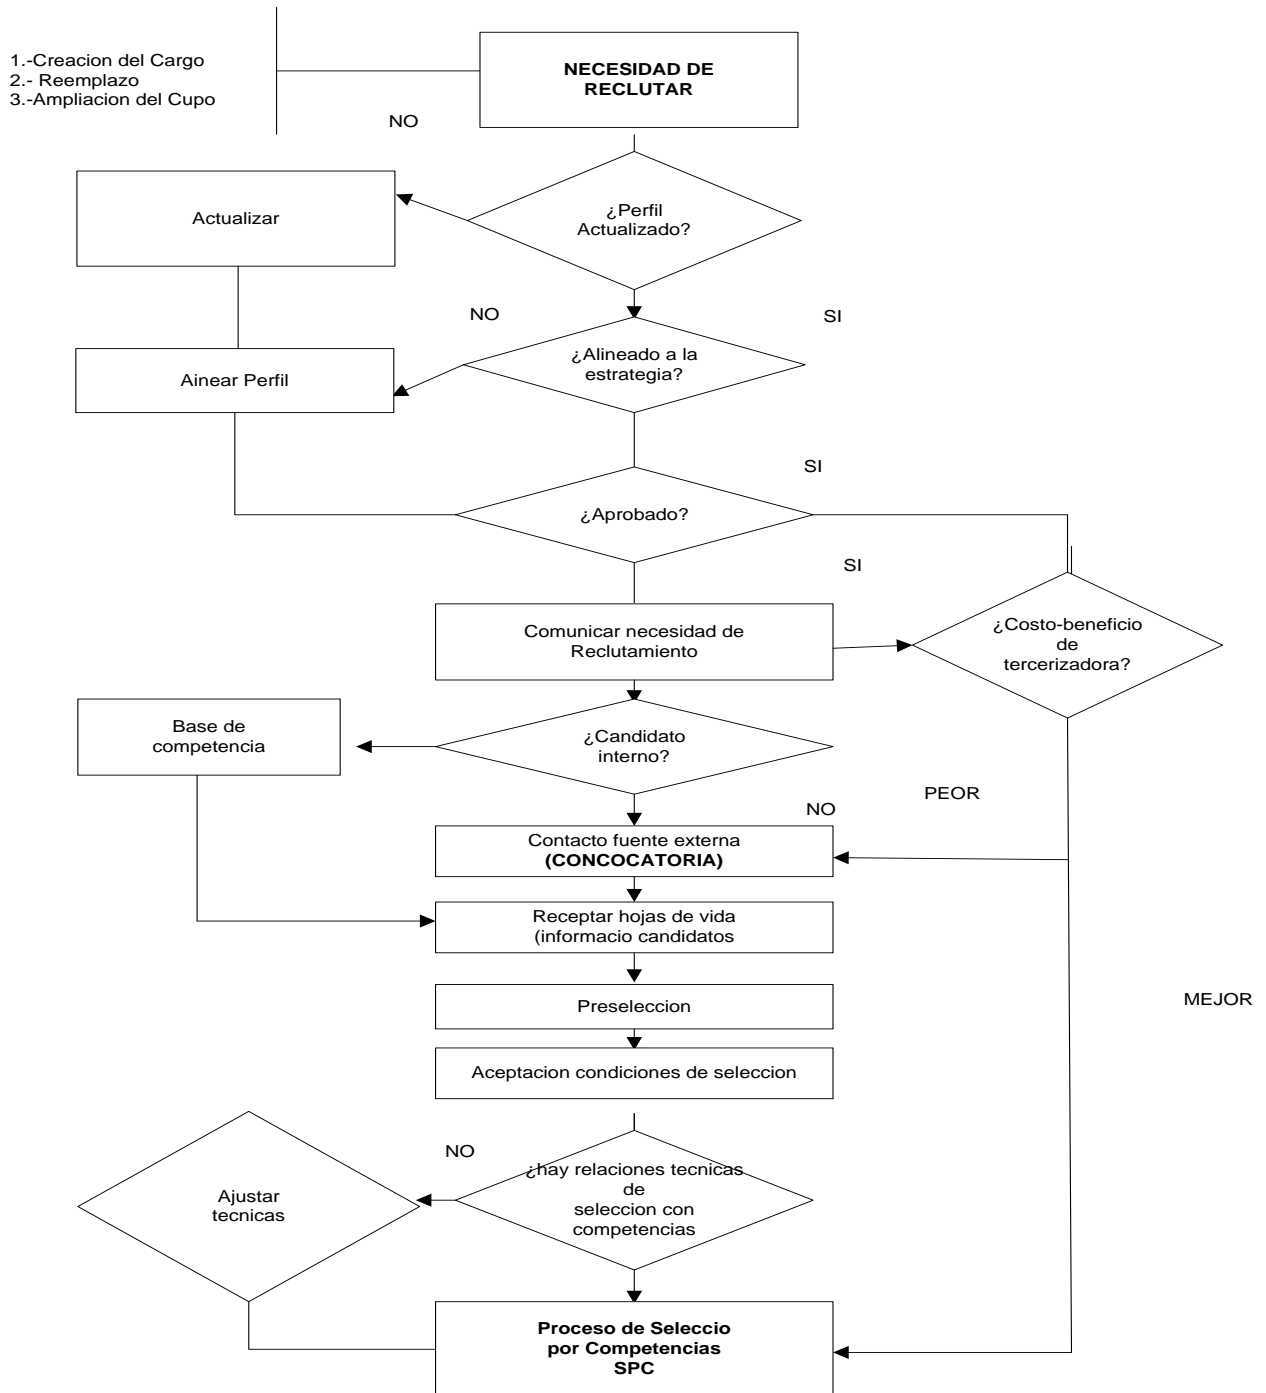 1.-Creacion del Cargo
2.- Reemplazo
3.-Ampliacion del Cupo
NECESIDAD DE
RECLUTAR
NO
¿Perfil
Actualizado?
Actualizar
NO
SI
¿Alineado a la
estrategia?
Ainear Perfil
SI
¿Aprobado?
SI
Comunicar necesidad de
Reclutamiento
¿Costo-beneficio
de
tercerizadora?
Base de
competencia
¿Candidato
interno?
PEOR
NO
Contacto fuente externa
(CONCOCATORIA)
Receptar hojas de vida
(informacio candidatos
Preseleccion
MEJOR
Aceptacion condiciones de seleccion
NO
¿hay relaciones tecnicas
de
seleccion con
competencias
Ajustar
tecnicas
Proceso de Seleccio
por Competencias
SPC